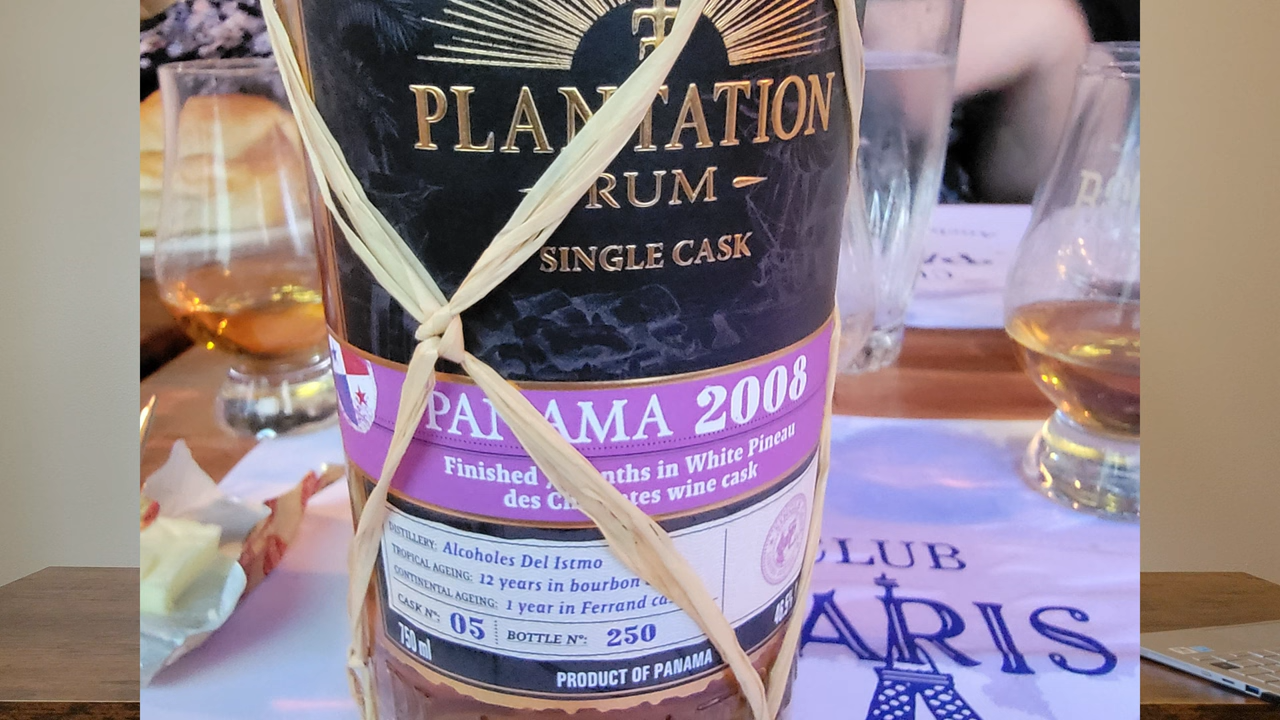 PLANTATION
RUM
SINGLE CASK
PANAMA 2008
Finished in White Pineau
des wine cask
DISTILLERY: Alcoholes Del Istmo
TROPICAL AGEING: 12 years in bourbon
CONTINENTAL AGEING: 1 year in Ferrand
CASK Nº: 05 BOTTLE Nº: 250
750 ml
PRODUCT OF PANAMA
CLUB
PARIS